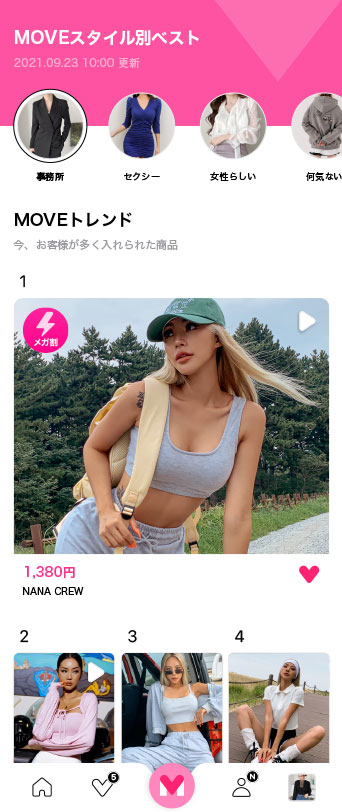 MOVEスタイル別ベスト
2021.09.23 10:00 更新
事務所
セクシー
女性らしい
何気ない
MOVEトレンド
今、お客様が多く入れられた商品
1
メガ割
1,380円
NANA CREW
2
3
4
5
N